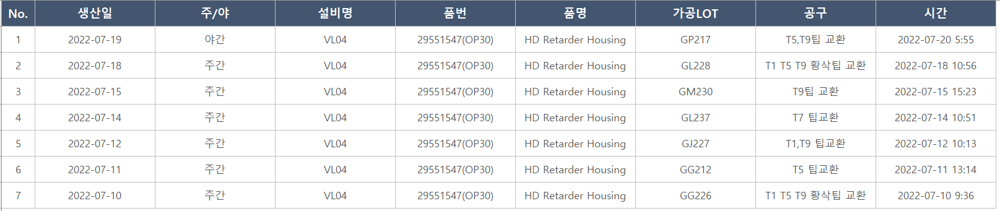 No. 생산일 주/야 설비명 품번 품명 가공LOT 공구 시간
1 2022-07-19 야간 VL04 29551547(OP30) HD Retarder Housing GP217 T5,T9팁 교환 2022-07-20 5:55
2 2022-07-18 주간 VL04 29551547(OP30) HD Retarder Housing GL228 T1 T5 T9 황삭팁 교환 2022-07-18 10:56
3 2022-07-15 주간 VL04 29551547(OP30) HD Retarder Housing GM230 T9팁 교환 2022-07-15 15:23
4 2022-07-14 주간 VL04 29551547(OP30) HD Retarder Housing GL237 T7 팁교환 2022-07-14 10:51
5 2022-07-12 주간 VL04 29551547(OP30) HD Retarder Housing GJ227 T1,T9 팁교환 2022-07-12 10:13
6 2022-07-11 주간 VL04 29551547(OP30) HD Retarder Housing GG212 T5 팁교환 2022-07-11 13:14
7 2022-07-10 주간 VL04 29551547(OP30) HD Retarder Housing GG226 T1 T5 T9 황삭팁 교환 2022-07-10 9:36